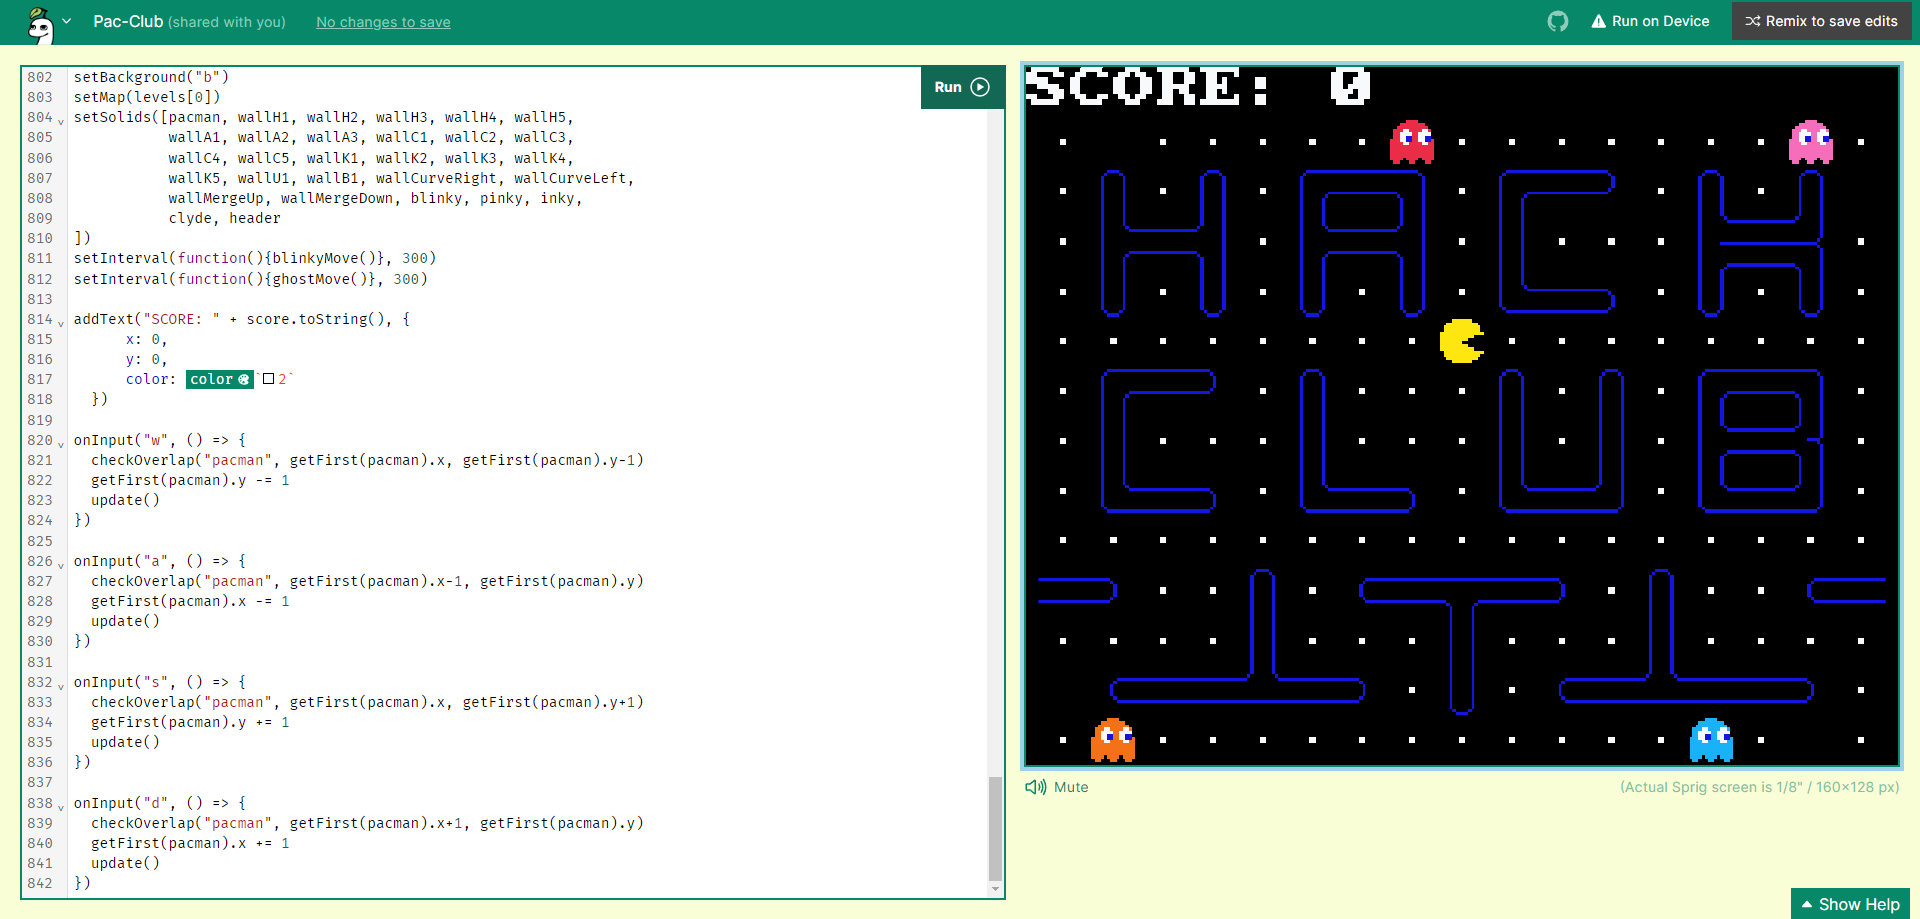 Pac-Club (shared with you) No changes to save Run on Device Remix to save edits
802 setBackground("b")
803 setMap(levels[0])
804 setSolids([pacman, wallH1, wallH2, wallH3, wallH4, wallH5,
805 wallA1, wallA2, wallA3, wallC1, wallC2, wallC3,
806 wallC4, wallC5, wallK1, wallK2, wallK3, wallK4,
807 wallK5, wallU1, wallB1, wallCurveRight, wallCurveLeft,
808 wallMergeUp, wallMergeDown, blinky, pinky, inky,
809 clyde, header
810 ])
811 setInterval(function(){blinkyMove()}, 300)
812 setInterval(function(){ghostMove()}, 300)
813
814 addText("SCORE: " + score.toString(), {
815 x: 0,
816 y: 0,
817 color: color`2`
818 })
819
820 onInput("w", () => {
821 checkOverlap("pacman", getFirst(pacman).x, getFirst(pacman).y-1)
822 getFirst(pacman).y -= 1
823 update()
824 })
825
826 onInput("a", () => {
827 checkOverlap("pacman", getFirst(pacman).x-1, getFirst(pacman).y)
828 getFirst(pacman).x -= 1
829 update()
830 })
831
832 onInput("s", () => {
833 checkOverlap("pacman", getFirst(pacman).x, getFirst(pacman).y+1)
834 getFirst(pacman).y += 1
835 update()
836 })
837
838 onInput("d", () => {
839 checkOverlap("pacman", getFirst(pacman).x+1, getFirst(pacman).y)
840 getFirst(pacman).x += 1
841 update()
842 })
Run
SCORE: 0
HACK
CLUB
Mute (Actual Sprig screen is 1/8" / 160×128 px)
Show Help